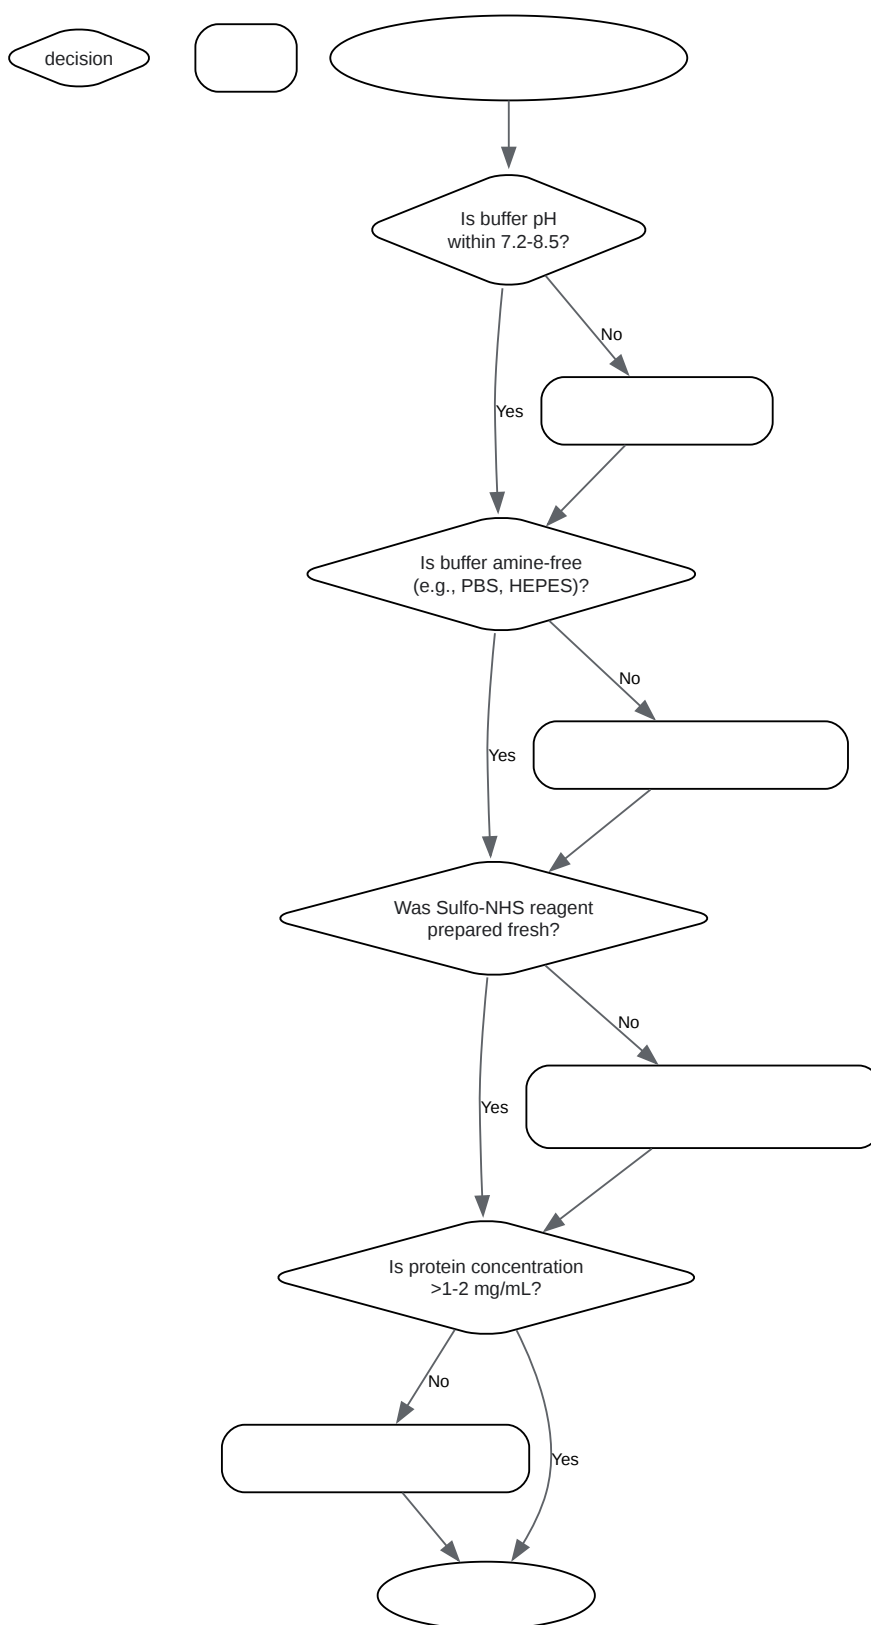 decision
Is buffer pH
within 7.2-8.5?
No
Yes
Is buffer amine-free
(e.g., PBS, HEPES)?
No
Yes
Was Sulfo-NHS reagent
prepared fresh?
No
Yes
Is protein concentration
>1-2 mg/mL?
No
Yes